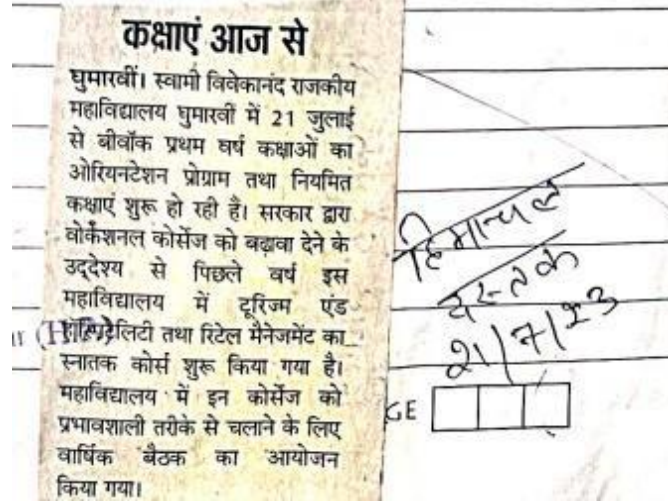 कक्षाएं आज से
घुमारवीं। स्वामी विवेकानंद राजकीय
महाविद्यालय घुमारवीं में 21 जुलाई
से बीवॉक प्रथम वर्ष कक्षाओं का
ओरियनटेशन प्रोग्राम तथा नियमित
कक्षाएं शुरू हो रही है। सरकार द्वारा
वोकेशनल कोर्सेज को बढ़ावा देने के
उद्देश्य से पिछले वर्ष इस
महाविद्यालय में टूरिज्म एंड
हॉस्पिटेलिटी तथा रिटेल मैनेजमेंट का
स्नातक कोर्स शुरू किया गया है।
महाविद्यालय में इन कोर्सेज को
प्रभावशाली तरीके से चलाने के लिए
वार्षिक बैठक का आयोजन
किया गया।
हिमाचल
दस्तक
21/7/23
GE